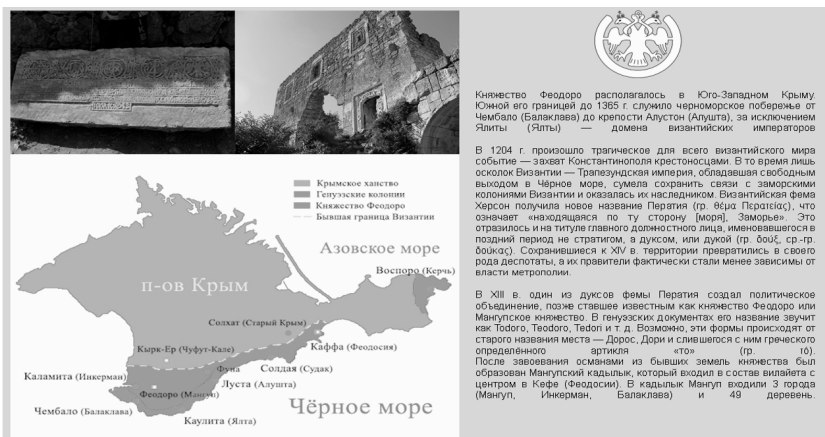 Крымское ханство
Генуэзские колонии
Княжество Феодоро
Бывшая граница Византии
Азовское море
Воспоро (Керчь)
п-ов Крым
Солхат (Старый Крым)
Каффа (Феодосия)
Кырк-Ер (Чуфут-Кале)
Каламита (Инкерман)
Фуна
Солдая (Судак)
Луста (Алушта)
Феодоро (Мангуп)
Чембало (Балаклава)
Чёрное море
Каулита (Ялта)
Княжество Феодоро располагалось в Юго-Западном Крыму.
Южной его границей до 1365 г. служило черноморское побережье от
Чембало (Балаклава) до крепости Алустон (Алушта), за исключением
Ялиты (Ялты) — домена византийских императоров
В 1204 г. произошло трагическое для всего византийского мира
событие — захват Константинополя крестоносцами. В то время лишь
осколок Византии — Трапезундская империя, обладавшая свободным
выходом в Чёрное море, сумела сохранить связи с заморскими
колониями Византии и оказалась их наследником. Византийская фема
Херсон получила новое название Ператия (гр. θέμα Περατείας), что
означает «находящаяся по ту сторону [моря], Заморье». Это
отразилось и на титуле главного должностного лица, именовавшегося в
поздний период не стратигом, а дуксом, или дукой (гр. δούξ, ср.-гр.
δούκας). Сохранившиеся к XIV в. территории превратились в своего
рода деспотаты, а их правители фактически стали менее зависимы от
власти метрополии.
В XIII в. один из дуксов фемы Ператия создал политическое
объединение, позже ставшее известным как княжество Феодоро или
Мангупское княжество. В генуэзских документах его название звучит
как Todoro, Teodoro, Tedori и т. д. Возможно, эти формы происходят от
старого названия места — Дорос, Дори и слившегося с ним греческого
определённого артикля «то» (гр. τό).
После завоевания османами из бывших земель княжества был
образован Мангупский кадылык, который входил в состав вилайета с
центром в Кефе (Феодосии). В кадылык Мангуп входили 3 города
(Мангуп, Инкерман, Балаклава) и 49 деревень.